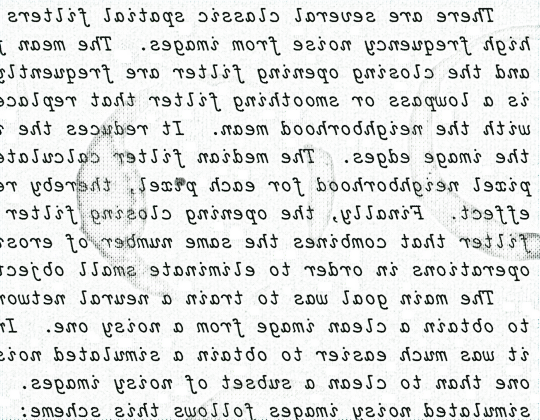 There are several classic spatial filters
high frequency noise from images. The mean
and the closing opening filter are frequently
is a lowpass or smoothing filter that replace
with the neighborhood mean. It reduces the
the image edges. The median filter calculate
pixel neighborhood for each pixel, thereby re
effect. Finally, the opening closing filter
filter that combines the same number of eros
operations in order to eliminate small objec
The main goal was to train a neural networ
to obtain a clean image from a noisy one. In
it was much easier to obtain a simulated nois
one than to clean a subset of noisy images.
simulated noisy images follows this scheme: